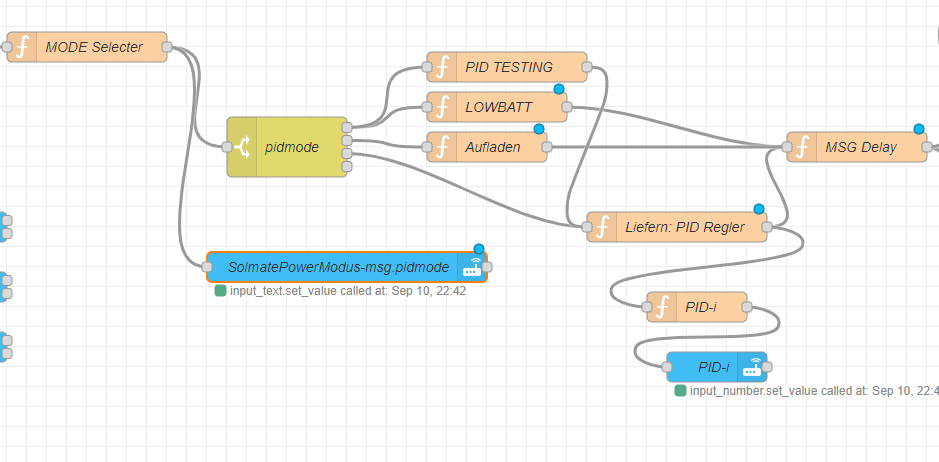 MODE Selecter
PID TESTING
LOWBATT
pidmode
Aufladen
MSG Delay
Liefern: PID Regler
SolmatePowerModus-msg.pidmode
input_text.set_value called at: Sep 10, 22:42
PID-i
PID-i
input_number.set_value called at: Sep 10, 22:4